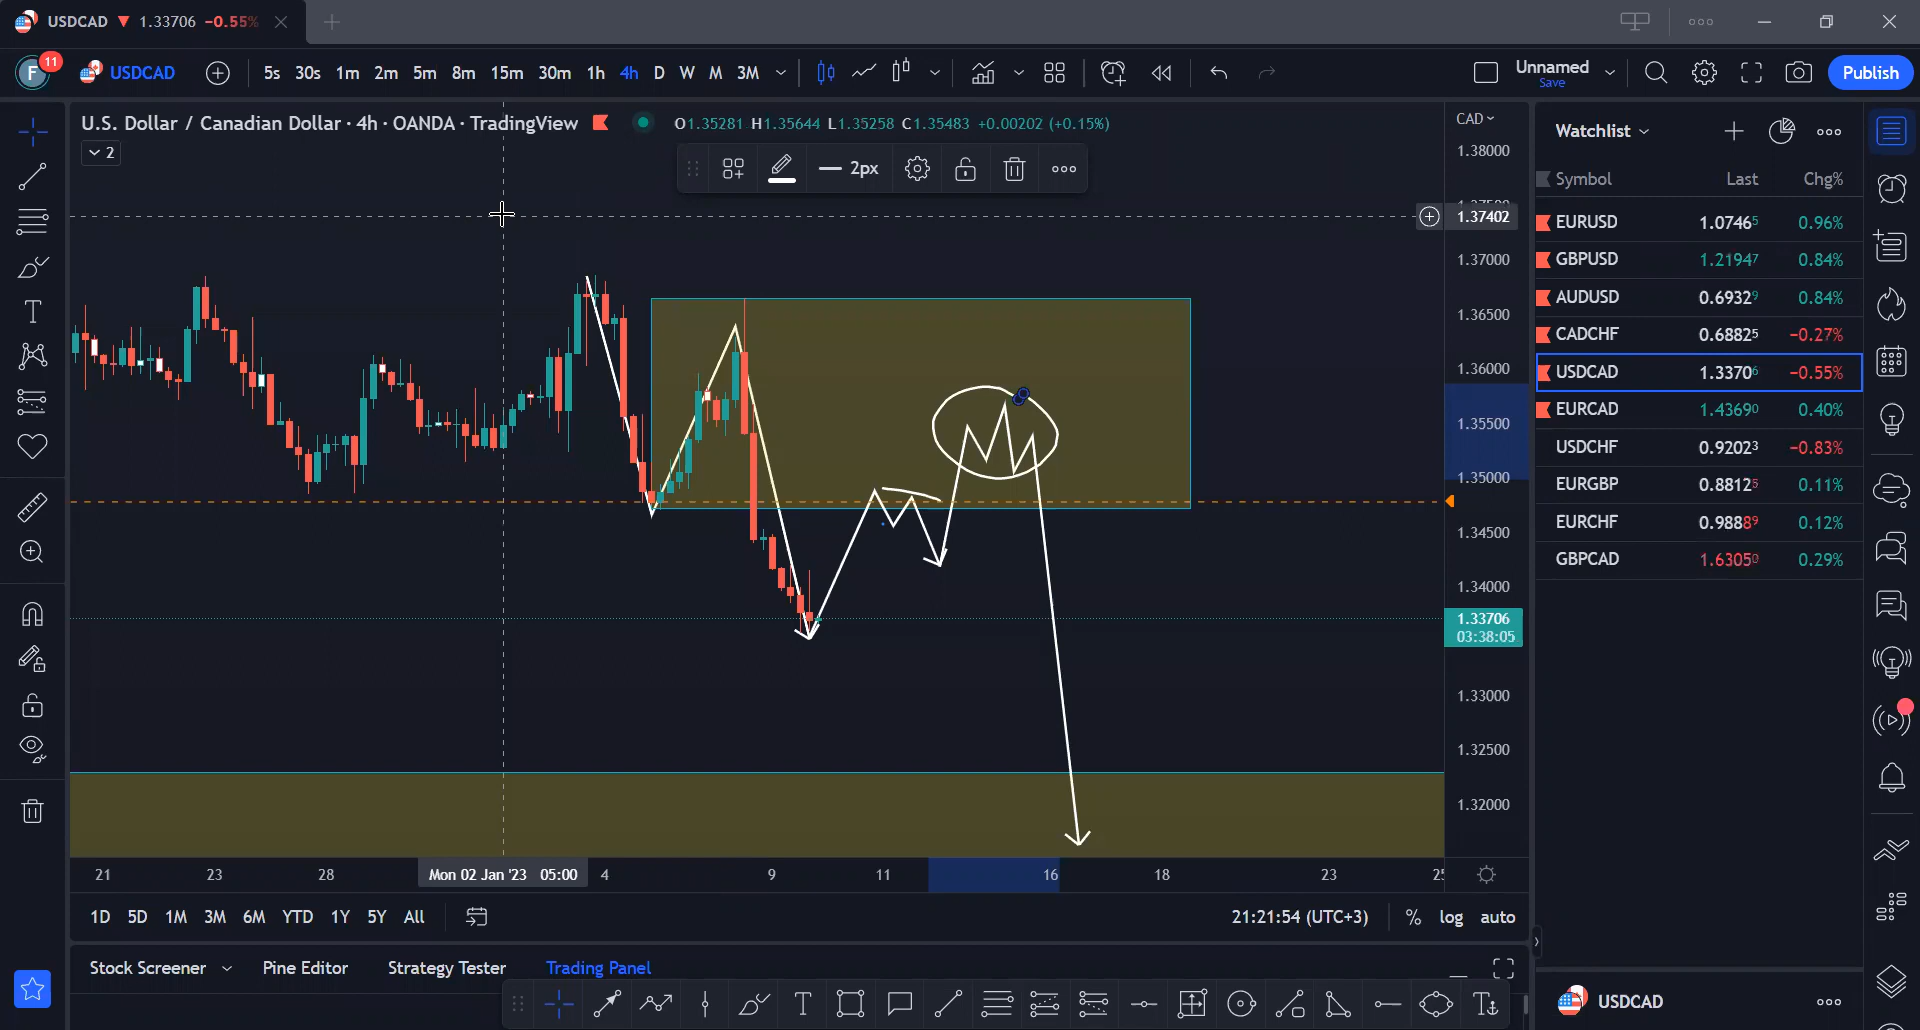 USDCAD ▼ 1.33706 −0.55%
F 11 USDCAD 5s 30s 1m 2m 5m 8m 15m 30m 1h 4h D W M 3M Unnamed Save Publish
U.S. Dollar / Canadian Dollar · 4h · OANDA · TradingView O1.35281 H1.35644 L1.35258 C1.35483 +0.00202 (+0.15%)
2
2px
CAD
1.38000
1.37402
1.37000
1.36500
1.36000
1.35500
1.35000
1.34500
1.34000
1.33706
03:38:05
1.33000
1.32500
1.32000
21 23 28 Mon 02 Jan '23 05:00 4 9 11 16 18 23
1D 5D 1M 3M 6M YTD 1Y 5Y All 21:21:54 (UTC+3) % log auto
Stock Screener Pine Editor Strategy Tester Trading Panel
Watchlist
Symbol Last Chg%
EURUSD 1.07465 0.96%
GBPUSD 1.21947 0.84%
AUDUSD 0.69329 0.84%
CADCHF 0.68825 −0.27%
USDCAD 1.33706 −0.55%
EURCAD 1.43690 0.40%
USDCHF 0.92023 −0.83%
EURGBP 0.88125 0.11%
EURCHF 0.98889 0.12%
GBPCAD 1.63050 0.29%
USDCAD